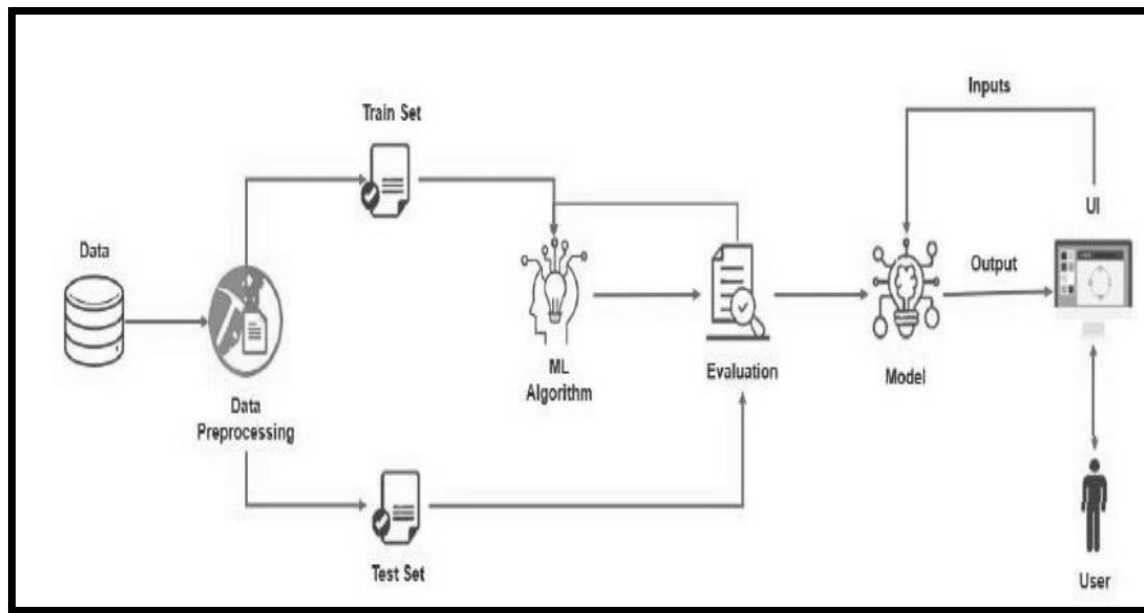 Train Set
Inputs
UI
Data
Output
ML
Algorithm
Evaluation
Model
Data
Preprocessing
Test Set
User